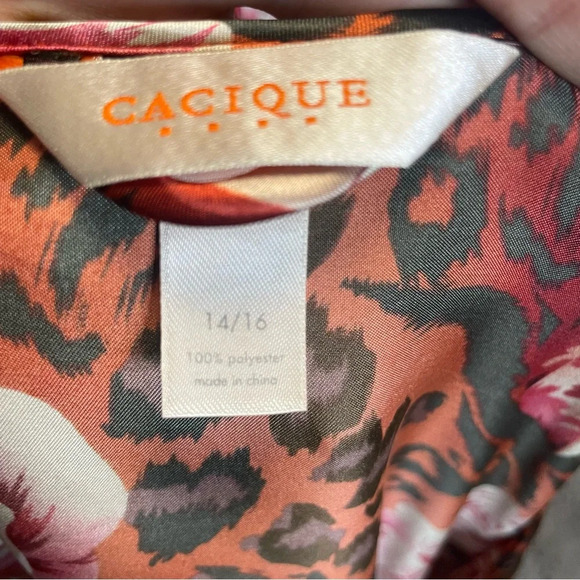 CACIQUE
14/16
100% polyester
made in china